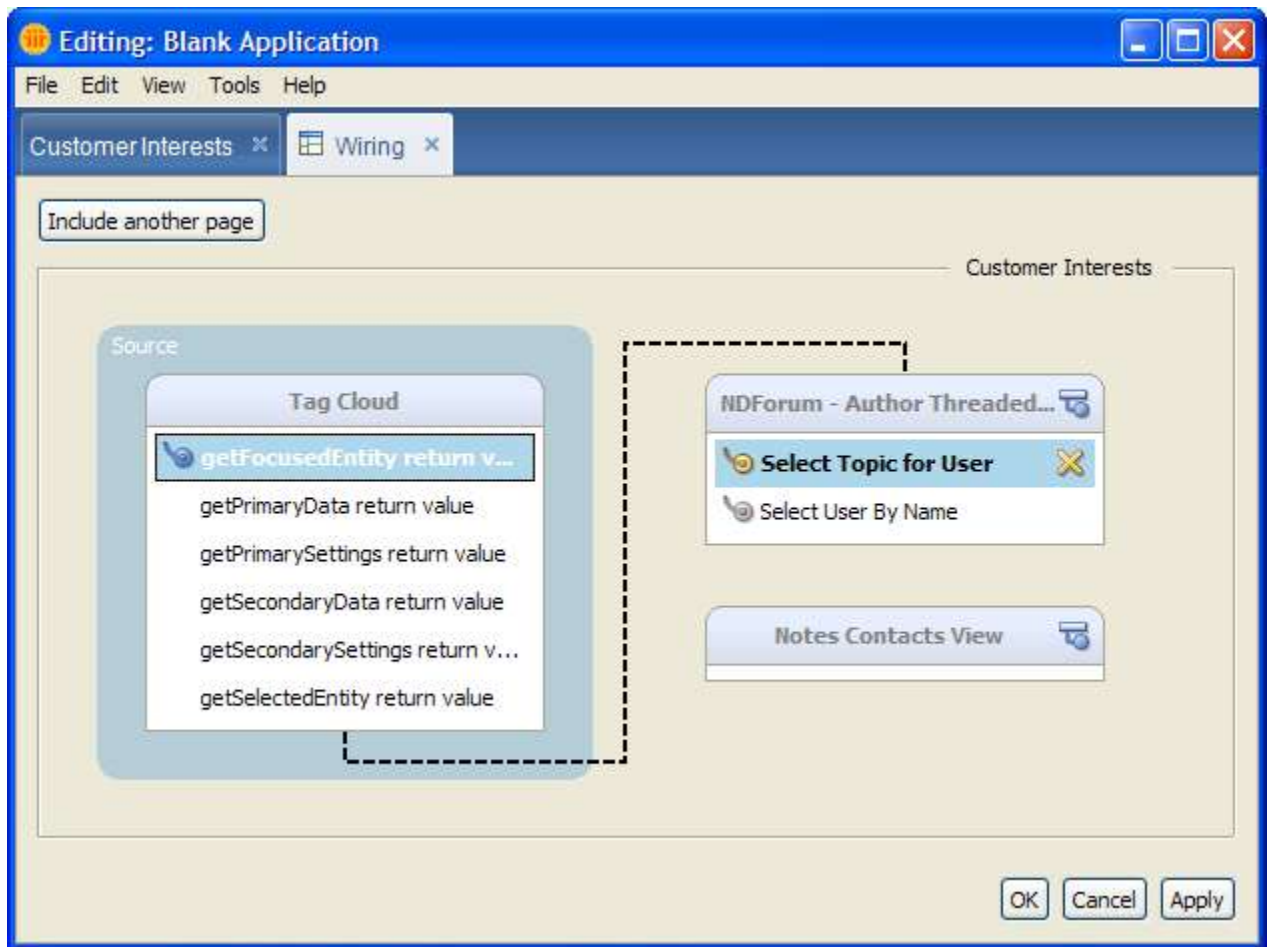 Editing: Blank Application
File Edit View Tools Help
Customer Interests
Wiring
Include another page
Customer Interests
Source
Tag Cloud
getFocusedEntity return v...
getPrimaryData return value
getPrimarySettings return value
getSecondaryData return value
getSecondarySettings return v...
getSelectedEntity return value
NDForum - Author Threaded...
Select Topic for User
Select User By Name
Notes Contacts View
OK Cancel Apply